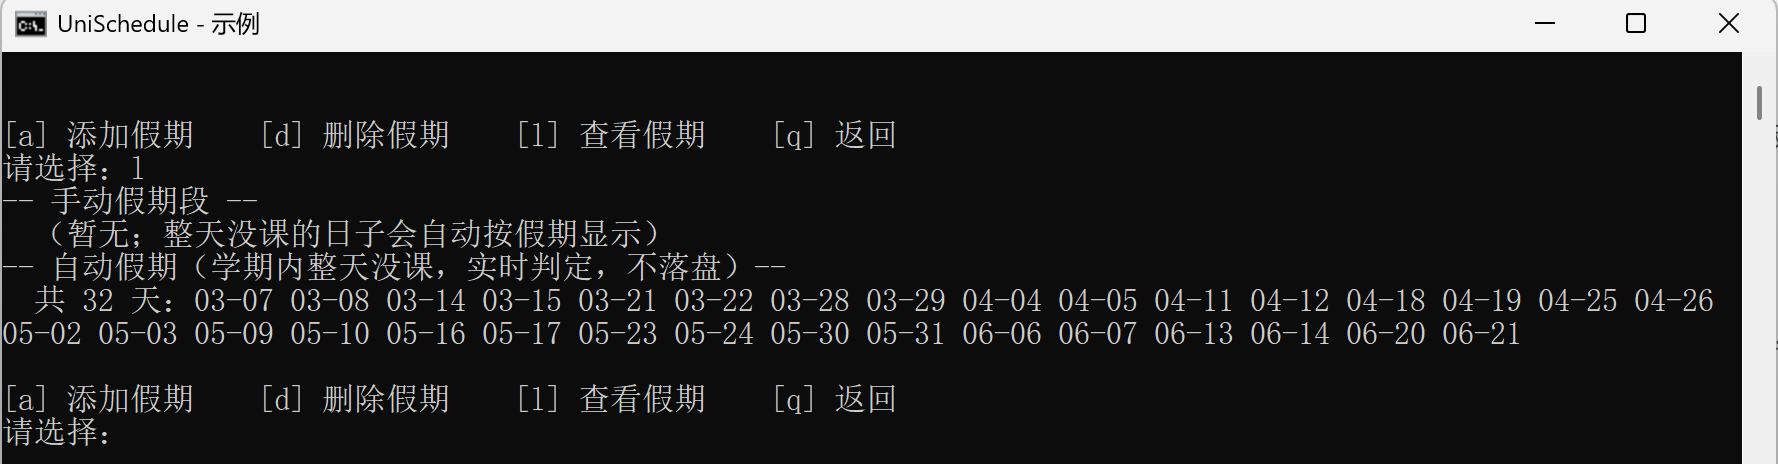 UniSchedule - 示例
[a] 添加假期    [d] 删除假期    [l] 查看假期    [q] 返回
请选择：l
-- 手动假期段 --
  （暂无；整天没课的日子会自动按假期显示）
-- 自动假期（学期内整天没课，实时判定，不落盘）--
  共 32 天：03-07 03-08 03-14 03-15 03-21 03-22 03-28 03-29 04-04 04-05 04-11 04-12 04-18 04-19 04-25 04-26
05-02 05-03 05-09 05-10 05-16 05-17 05-23 05-24 05-30 05-31 06-06 06-07 06-13 06-14 06-20 06-21
[a] 添加假期    [d] 删除假期    [l] 查看假期    [q] 返回
请选择：